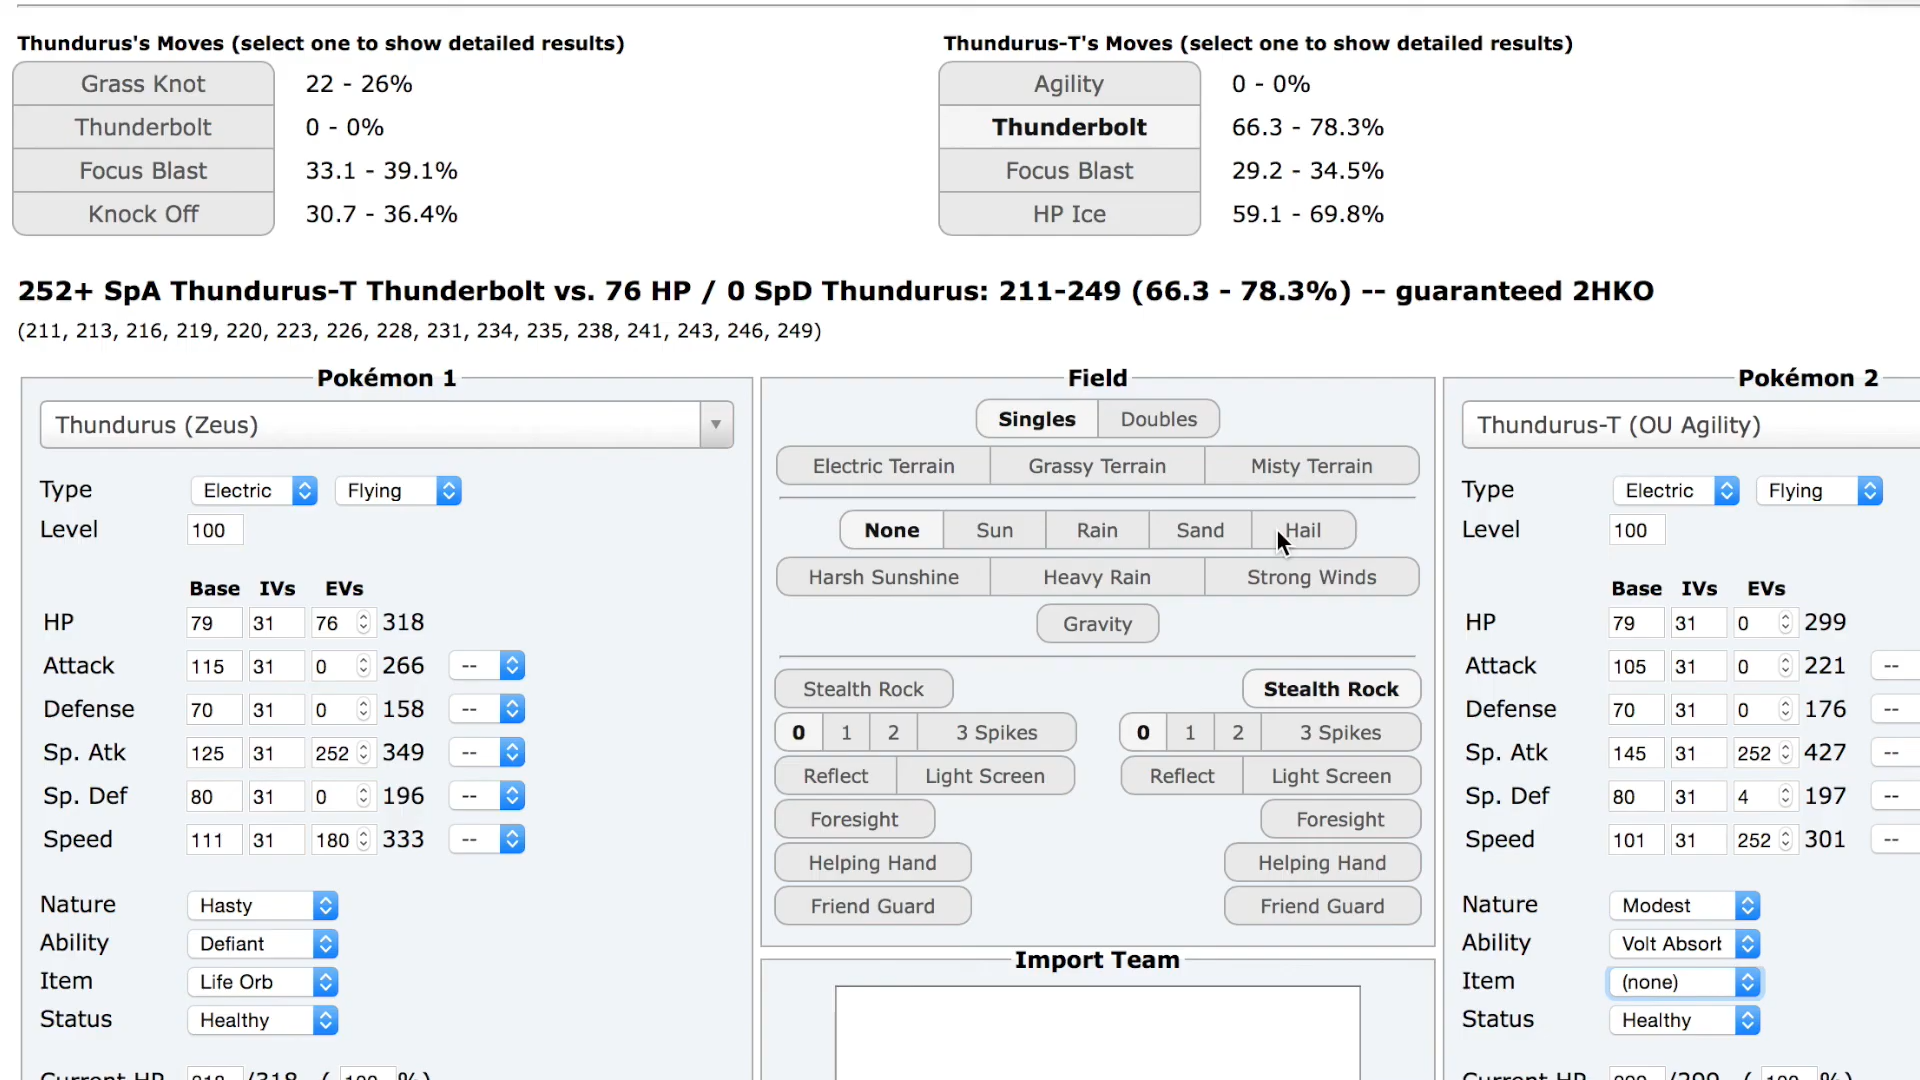 Thundurus's Moves (select one to show detailed results)
Grass Knot 22 - 26%
Thunderbolt 0 - 0%
Focus Blast 33.1 - 39.1%
Knock Off 30.7 - 36.4%
Thundurus-T's Moves (select one to show detailed results)
Agility 0 - 0%
Thunderbolt 66.3 - 78.3%
Focus Blast 29.2 - 34.5%
HP Ice 59.1 - 69.8%
252+ SpA Thundurus-T Thunderbolt vs. 76 HP / 0 SpD Thundurus: 211-249 (66.3 - 78.3%) -- guaranteed 2HKO
(211, 213, 216, 219, 220, 223, 226, 228, 231, 234, 235, 238, 241, 243, 246, 249)
Pokémon 1
Thundurus (Zeus)
Type Electric Flying
Level 100
Base IVs EVs
HP 79 31 76 318
Attack 115 31 0 266 --
Defense 70 31 0 158 --
Sp. Atk 125 31 252 349 --
Sp. Def 80 31 0 196 --
Speed 111 31 180 333 --
Nature Hasty
Ability Defiant
Item Life Orb
Status Healthy
Current HP 318 /318 ( 100 %)
Field
Singles Doubles
Electric Terrain Grassy Terrain Misty Terrain
None Sun Rain Sand Hail
Harsh Sunshine Heavy Rain Strong Winds
Gravity
Stealth Rock Stealth Rock
0 1 2 3 Spikes 0 1 2 3 Spikes
Reflect Light Screen Reflect Light Screen
Foresight Foresight
Helping Hand Helping Hand
Friend Guard Friend Guard
Import Team
Pokémon 2
Thundurus-T (OU Agility)
Type Electric Flying
Level 100
Base IVs EVs
HP 79 31 0 299
Attack 105 31 0 221 --
Defense 70 31 0 176 --
Sp. Atk 145 31 252 427 --
Sp. Def 80 31 4 197 --
Speed 101 31 252 301 --
Nature Modest
Ability Volt Absorb
Item (none)
Status Healthy
Current HP 299 /299 ( 100 %)